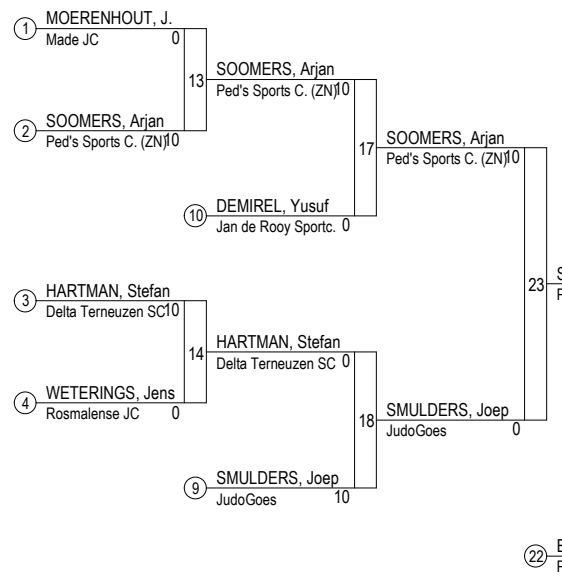 1 MOERENHOUT, J.
Made JC 0
13
SOOMERS, Arjan
Ped's Sports C. (ZN) 10
2 SOOMERS, Arjan
Ped's Sports C. (ZN) 10
17
SOOMERS, Arjan
Ped's Sports C. (ZN) 10
10 DEMIREL, Yusuf
Jan de Rooy Sportc. 0
23
3 HARTMAN, Stefan
Delta Terneuzen SC 10
14
HARTMAN, Stefan
Delta Terneuzen SC 0
4 WETERINGS, Jens
Rosmalense JC 0
18
SMULDERS, Joep
JudoGoes 0
9 SMULDERS, Joep
JudoGoes 10
22